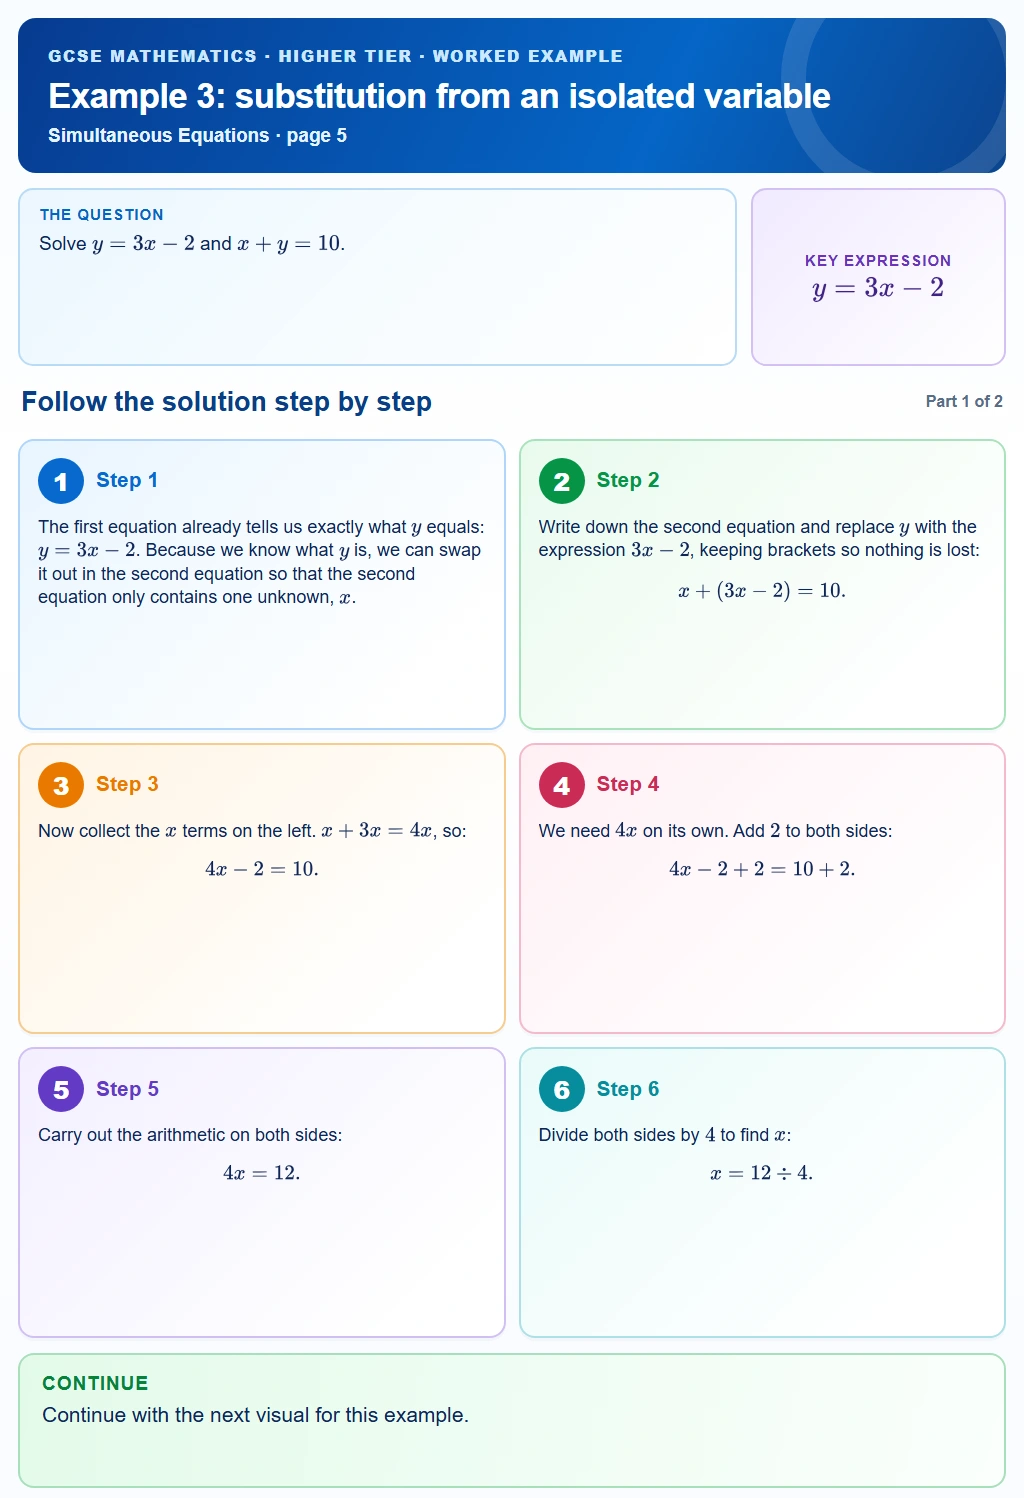 GCSE MATHEMATICS · HIGHER TIER · WORKED EXAMPLE
Example 3: substitution from an isolated variable
Simultaneous Equations · page 5
THE QUESTION
Solve y = 3x − 2 and x + y = 10.
KEY EXPRESSION
y = 3x − 2
Follow the solution step by step
Part 1 of 2
1 Step 1
The first equation already tells us exactly what y equals:
y = 3x − 2. Because we know what y is, we can swap
it out in the second equation so that the second
equation only contains one unknown, x.
2 Step 2
Write down the second equation and replace y with the
expression 3x − 2, keeping brackets so nothing is lost:
x + (3x − 2) = 10.
3 Step 3
Now collect the x terms on the left. x + 3x = 4x, so:
4x − 2 = 10.
4 Step 4
We need 4x on its own. Add 2 to both sides:
4x − 2 + 2 = 10 + 2.
5 Step 5
Carry out the arithmetic on both sides:
4x = 12.
6 Step 6
Divide both sides by 4 to find x:
x = 12 ÷ 4.
CONTINUE
Continue with the next visual for this example.